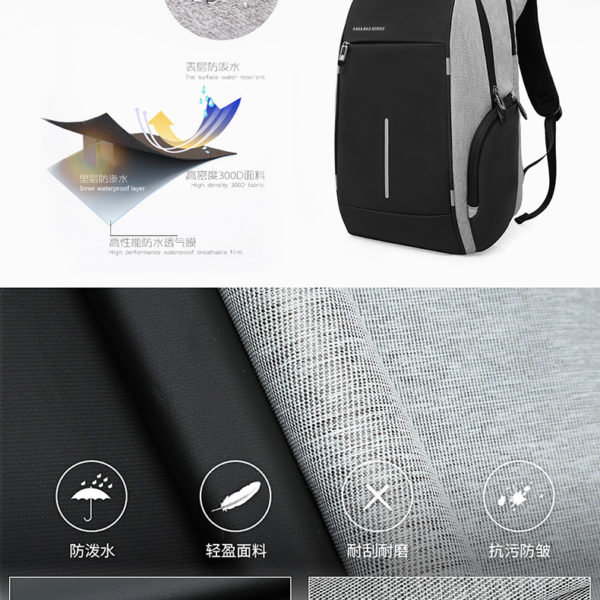 KAKA BAG SERIES
表层防泼水
The surface water repellent
里层防渗水
Inner waterproof layer
高密度300D面料
High density 300D fabric
高性能防水透气膜
High performance waterproof breathable film
防泼水
轻盈面料
耐刮耐磨
抗污防皱